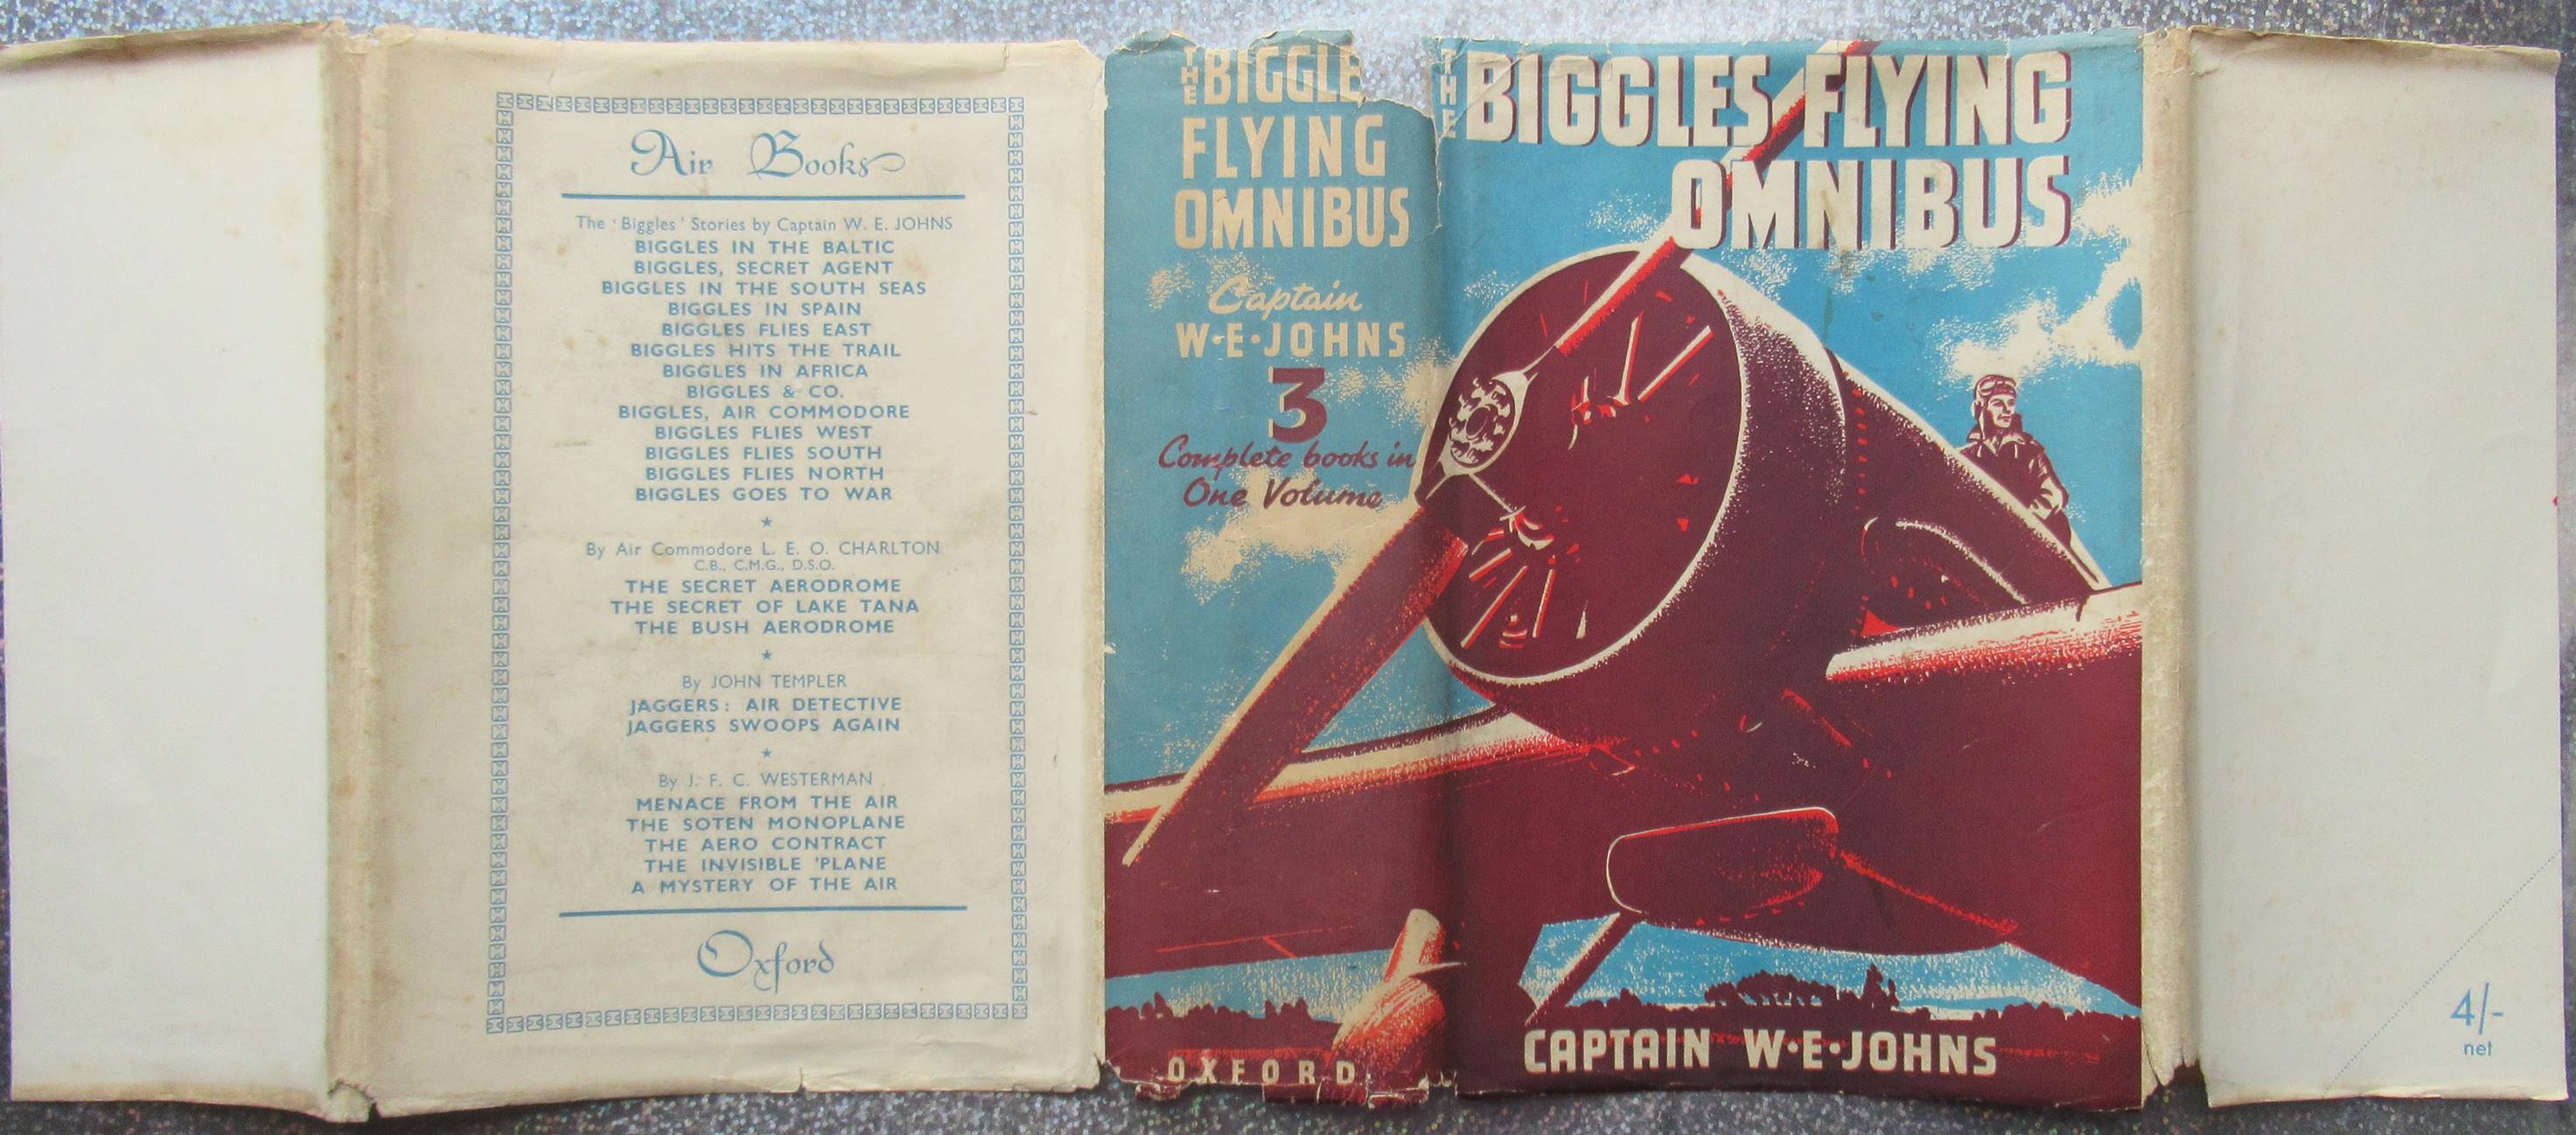 Air Books
The 'Biggles' Stories by Captain W. E. JOHNS
BIGGLES IN THE BALTIC
BIGGLES, SECRET AGENT
BIGGLES IN THE SOUTH SEAS
BIGGLES IN SPAIN
BIGGLES FLIES EAST
BIGGLES HITS THE TRAIL
BIGGLES IN AFRICA
BIGGLES & CO.
BIGGLES, AIR COMMODORE
BIGGLES FLIES WEST
BIGGLES FLIES SOUTH
BIGGLES FLIES NORTH
BIGGLES GOES TO WAR
★
By Air Commodore L. E. O. CHARLTON
C.B., C.M.G., D.S.O.
THE SECRET AERODROME
THE SECRET OF LAKE TANA
THE BUSH AERODROME
★
By JOHN TEMPLER
JAGGERS: AIR DETECTIVE
JAGGERS SWOOPS AGAIN
★
By J. F. C. WESTERMAN
MENACE FROM THE AIR
THE SOTEN MONOPLANE
THE AERO CONTRACT
THE INVISIBLE 'PLANE
A MYSTERY OF THE AIR
Oxford
THE BIGGLE
FLYING
OMNIBUS
Captain
W·E·JOHNS
3
Complete books in
One Volume
OXFORD
THE BIGGLES FLYING
OMNIBUS
CAPTAIN W·E·JOHNS
4/-
net